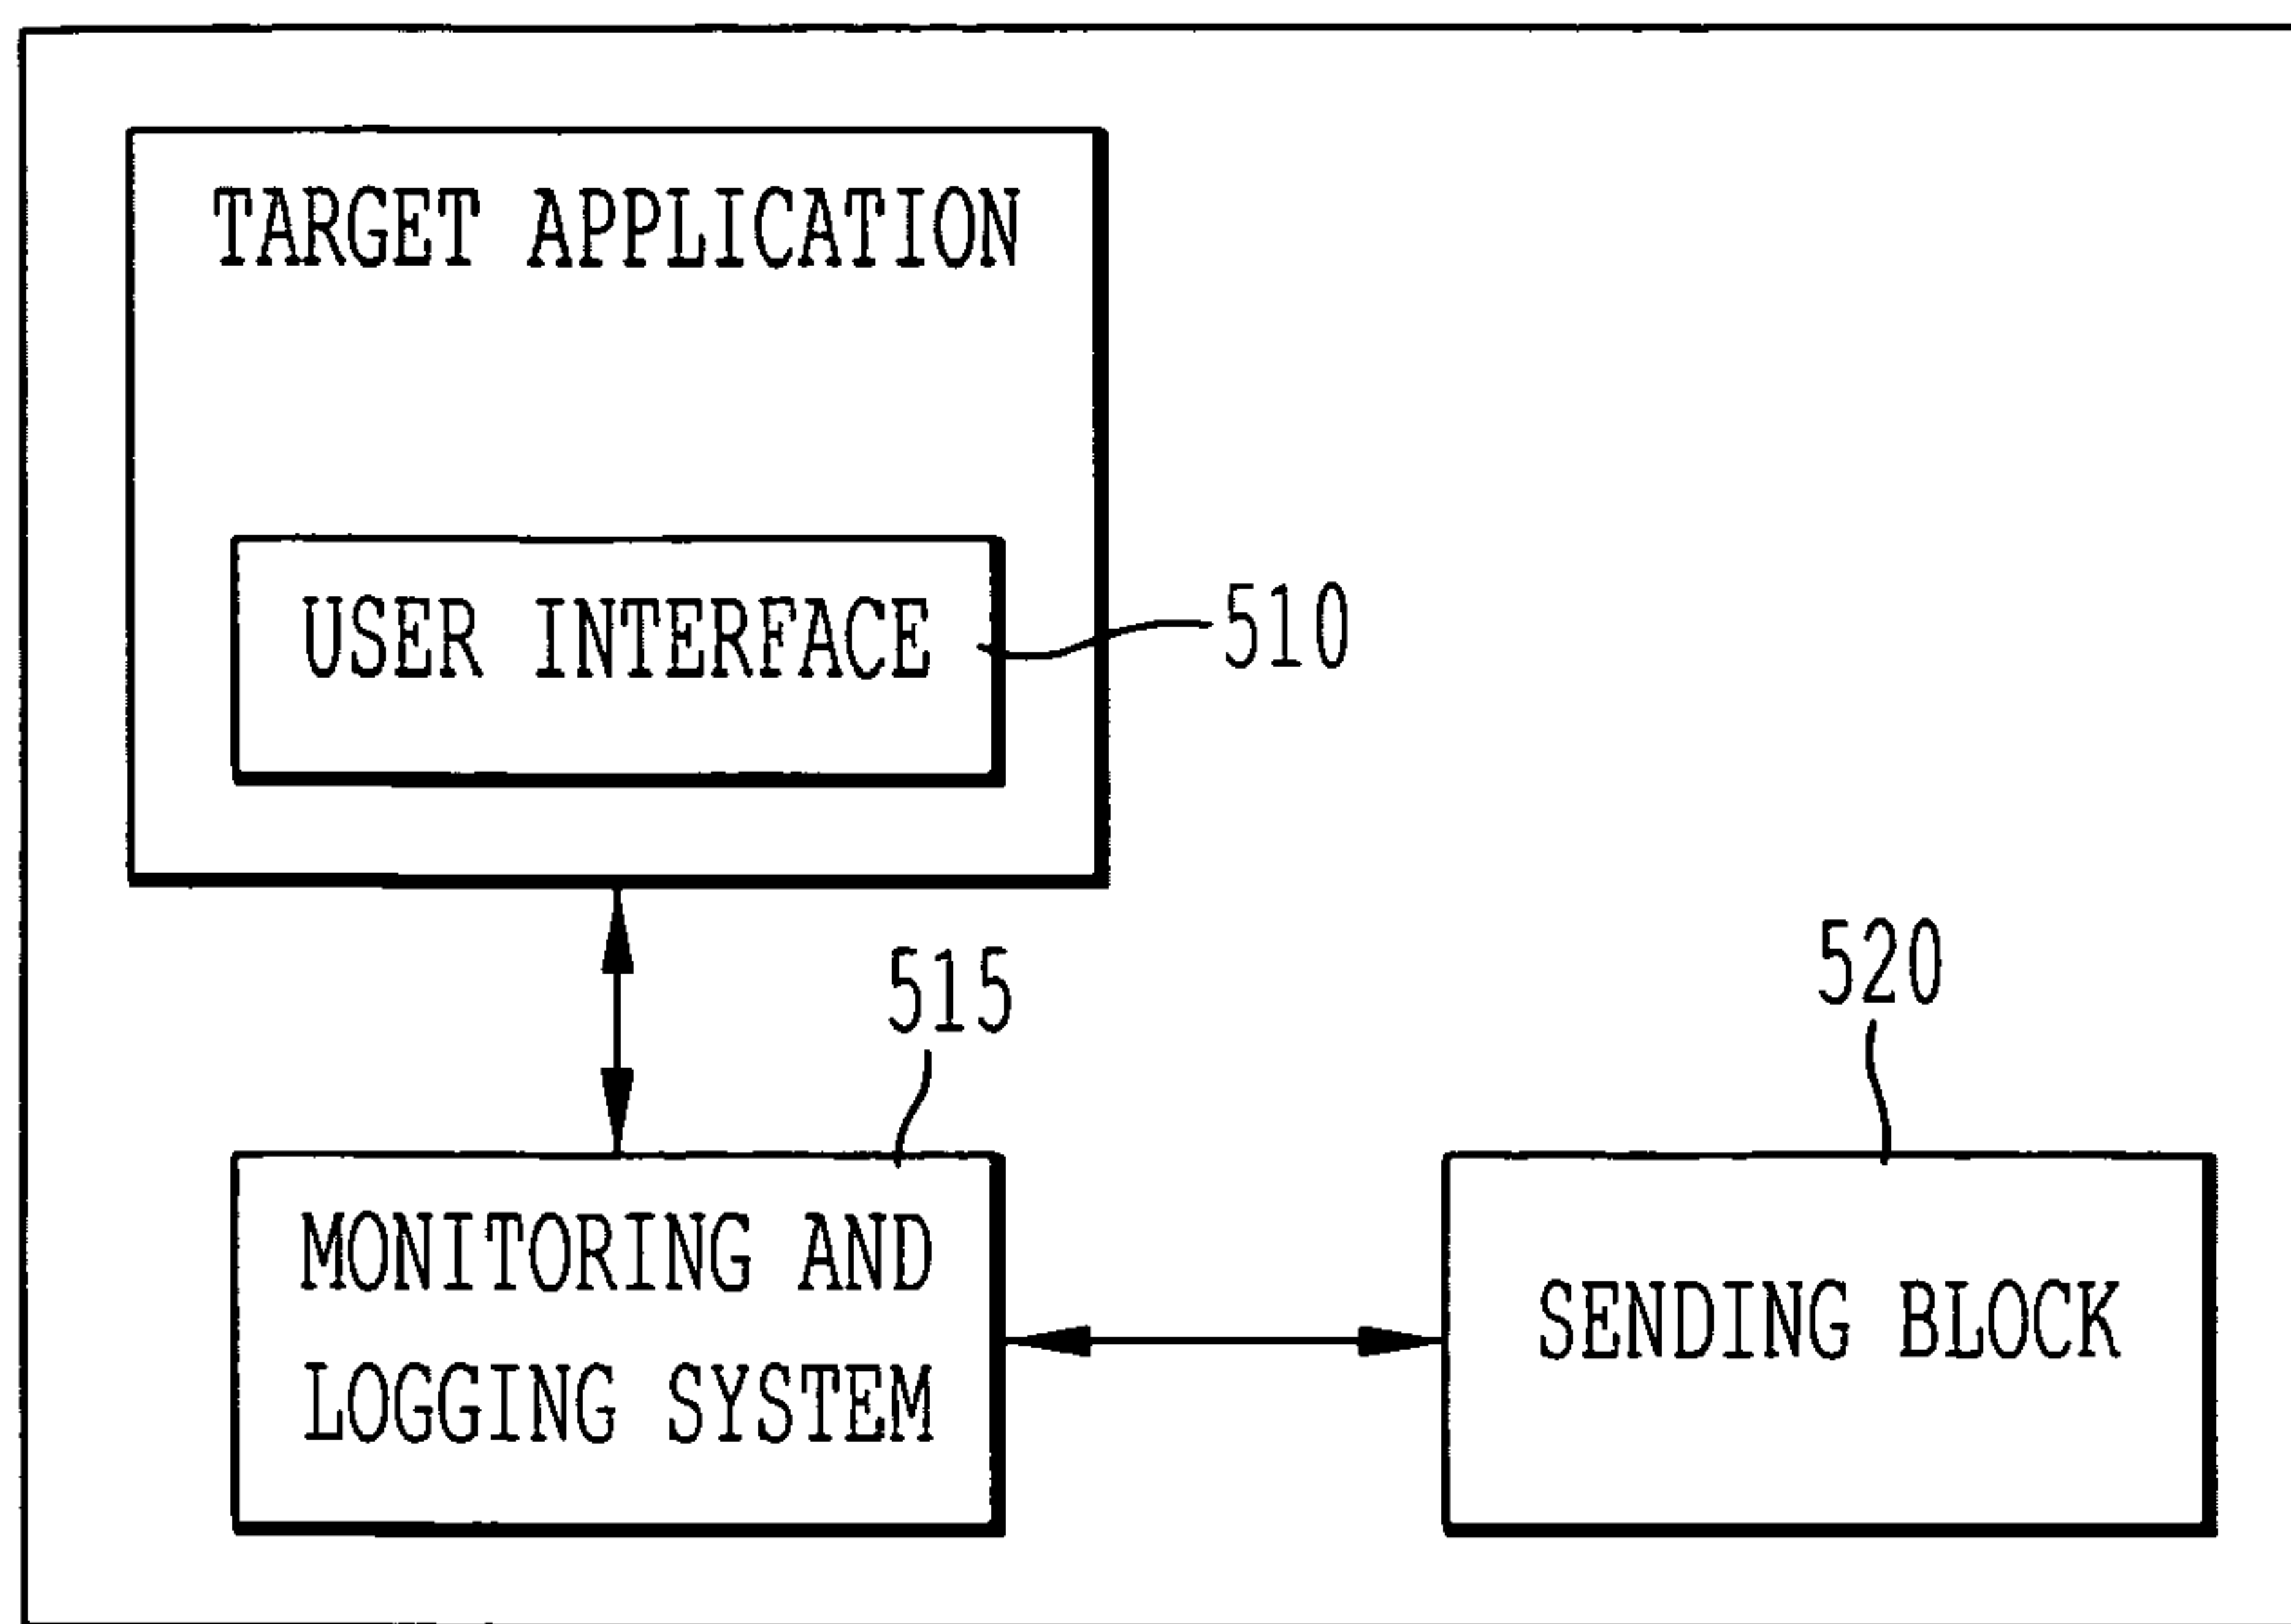 TARGET APPLICATION
USER INTERFACE
510
515
520
MONITORING AND
LOGGING SYSTEM
SENDING BLOCK